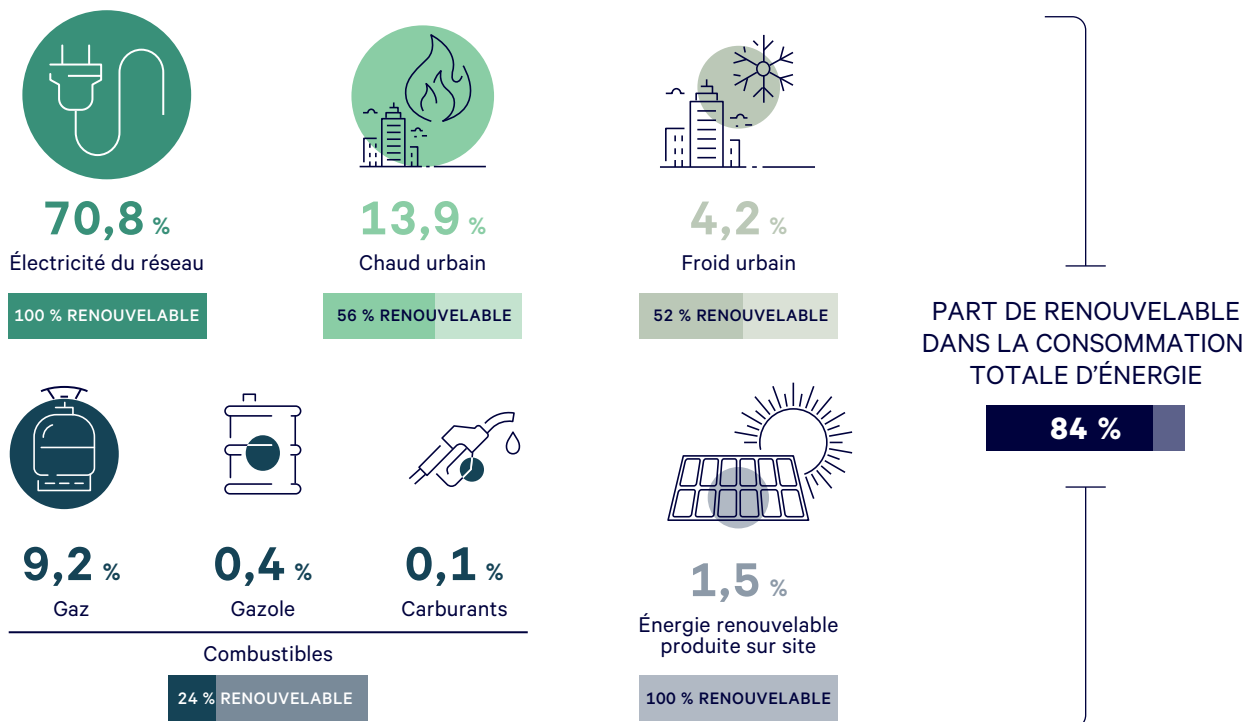 70,8 %
Électricité du réseau
100 % RENOUVELABLE
13,9 %
Chaud urbain
56 % RENOUVELABLE
4,2 %
Froid urbain
52 % RENOUVELABLE
9,2 %
Gaz
0,4 %
Gazole
0,1 %
Carburants
Combustibles
24 % RENOUVELABLE
1,5 %
Énergie renouvelable
produite sur site
100 % RENOUVELABLE
PART DE RENOUVELABLE
DANS LA CONSOMMATION
TOTALE D’ÉNERGIE
84 %